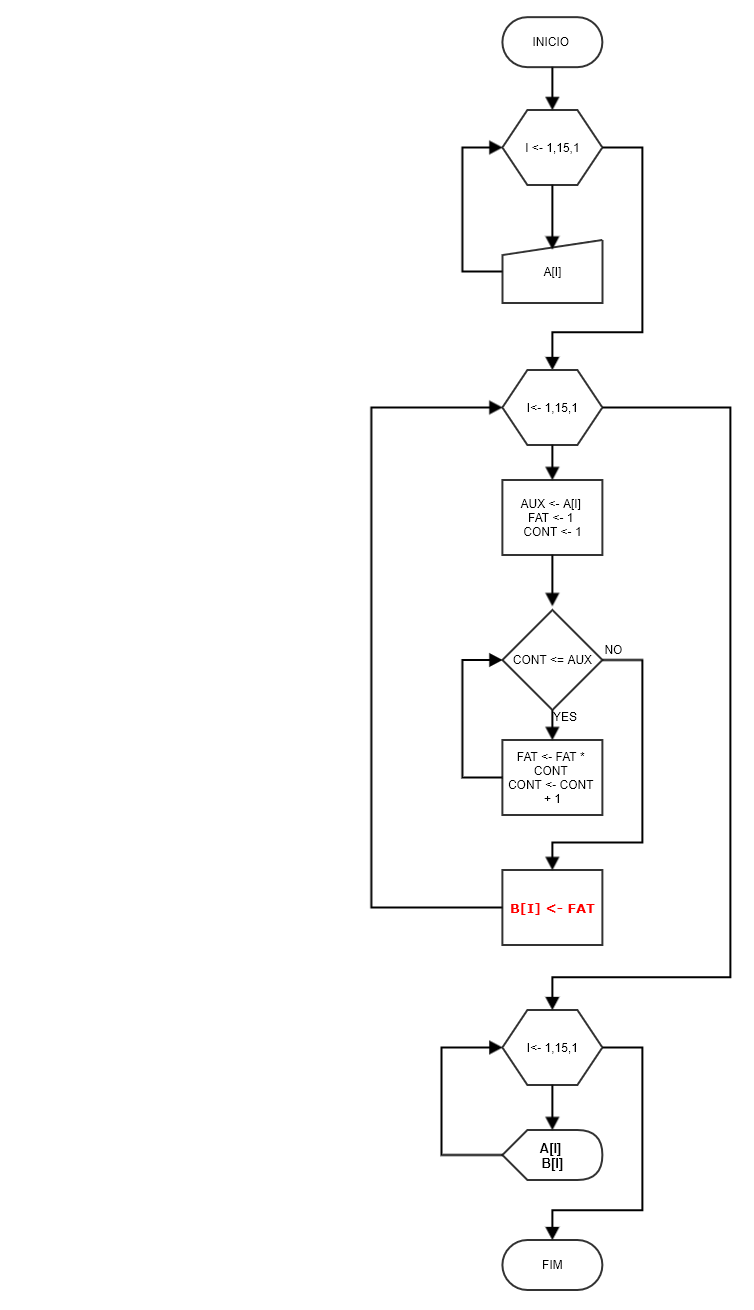 INICIO
I <- 1,15,1
A[I]
I<- 1,15,1
AUX <- A[I]
FAT <- 1
CONT <- 1
CONT <= AUX
NO
YES
FAT <- FAT *
CONT
CONT <- CONT
+ 1
B[I] <- FAT
I<- 1,15,1
A[I]
B[I]
FIM